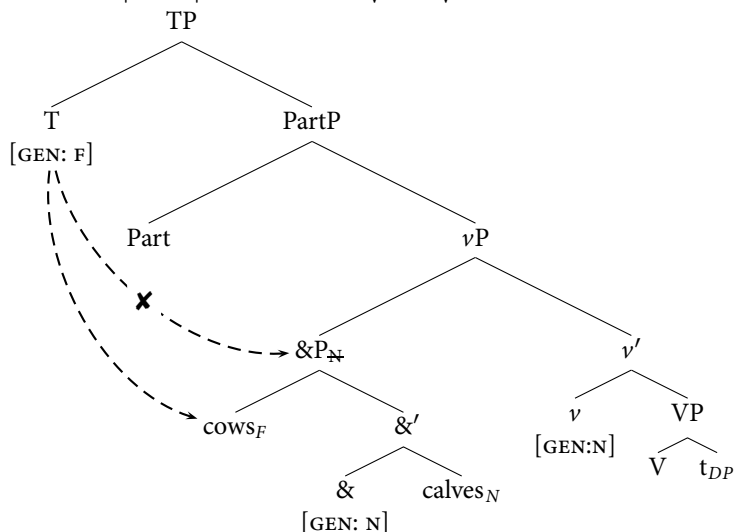 TP
T PartP
[GEN: F]
Part vP
✘
&P_N v′
cows_F &′ v VP
[GEN:N]
& calves_N V t_DP
[GEN: N]